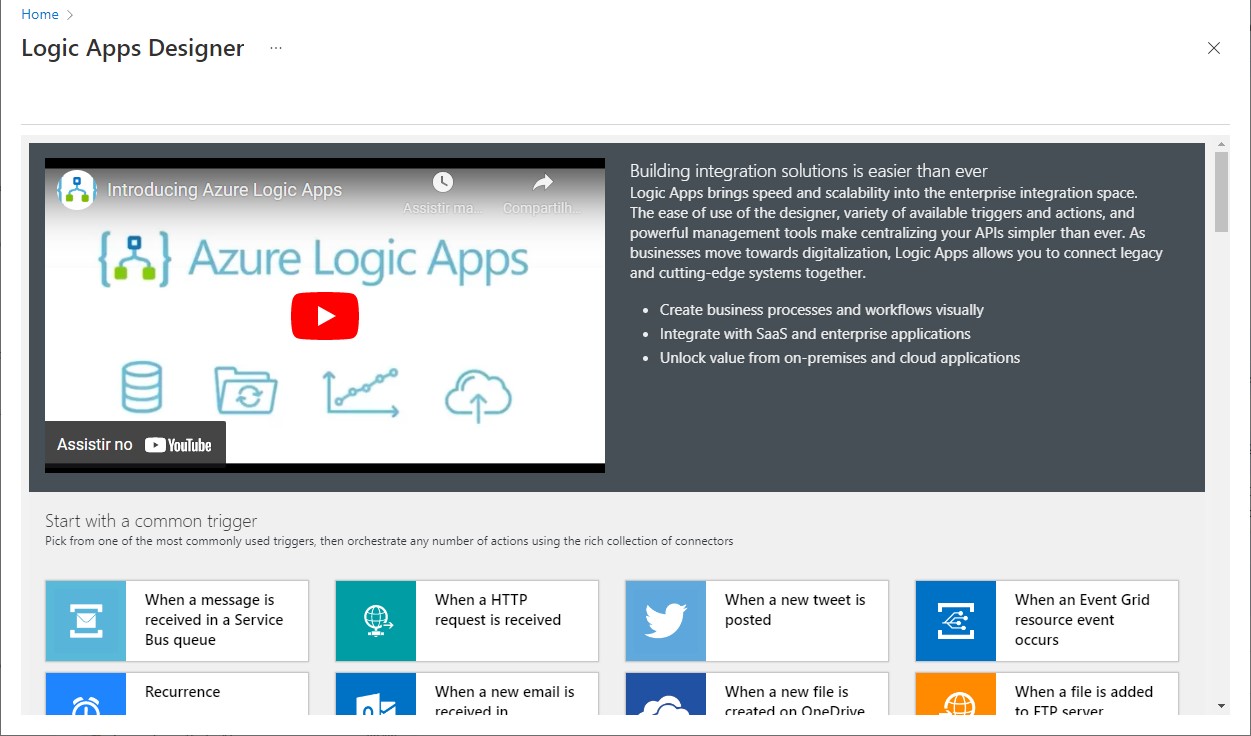 Home
Logic Apps Designer
Introducing Azure Logic Apps
Assistir ma...
Compartilh...
Azure Logic Apps
Assistir no YouTube
Building integration solutions is easier than ever
Logic Apps brings speed and scalability into the enterprise integration space.
The ease of use of the designer, variety of available triggers and actions, and
powerful management tools make centralizing your APIs simpler than ever. As
businesses move towards digitalization, Logic Apps allows you to connect legacy
and cutting-edge systems together.
• Create business processes and workflows visually
• Integrate with SaaS and enterprise applications
• Unlock value from on-premises and cloud applications
Start with a common trigger
Pick from one of the most commonly used triggers, then orchestrate any number of actions using the rich collection of connectors
When a message is
received in a Service
Bus queue
When a HTTP
request is received
When a new tweet is
posted
When an Event Grid
resource event
occurs
Recurrence
When a new email is
received in
When a new file is
created on OneDrive
When a file is added
to FTP server